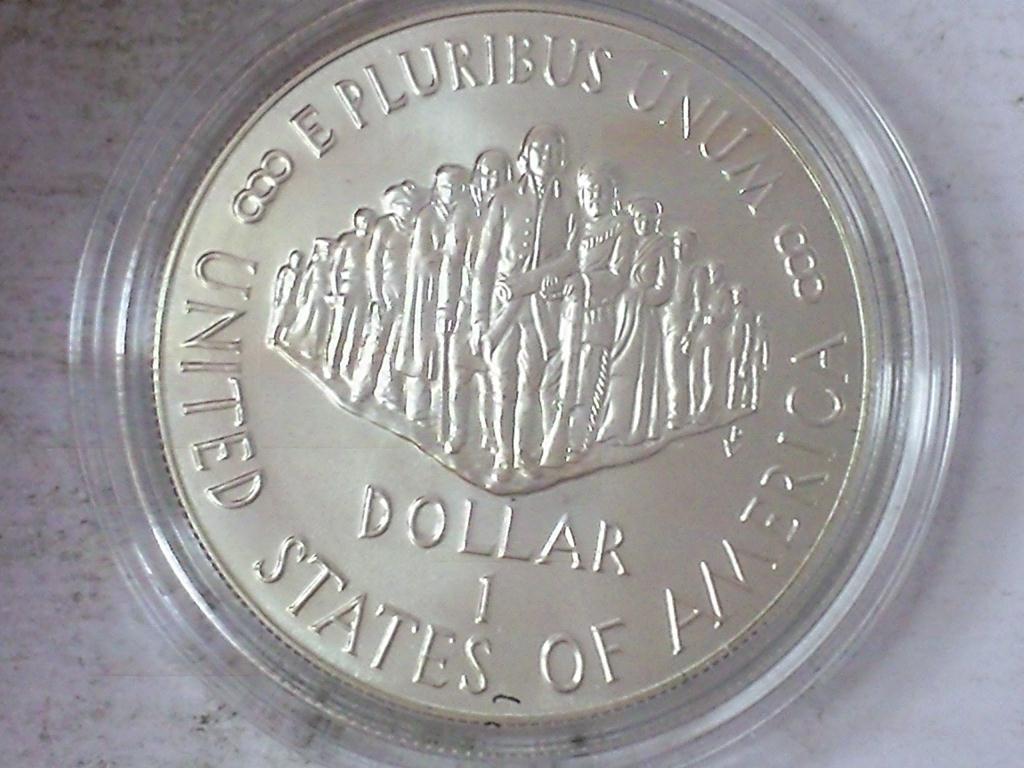 E PLURIBUS UNUM
UNITED STATES OF AMERICA
DOLLAR
1